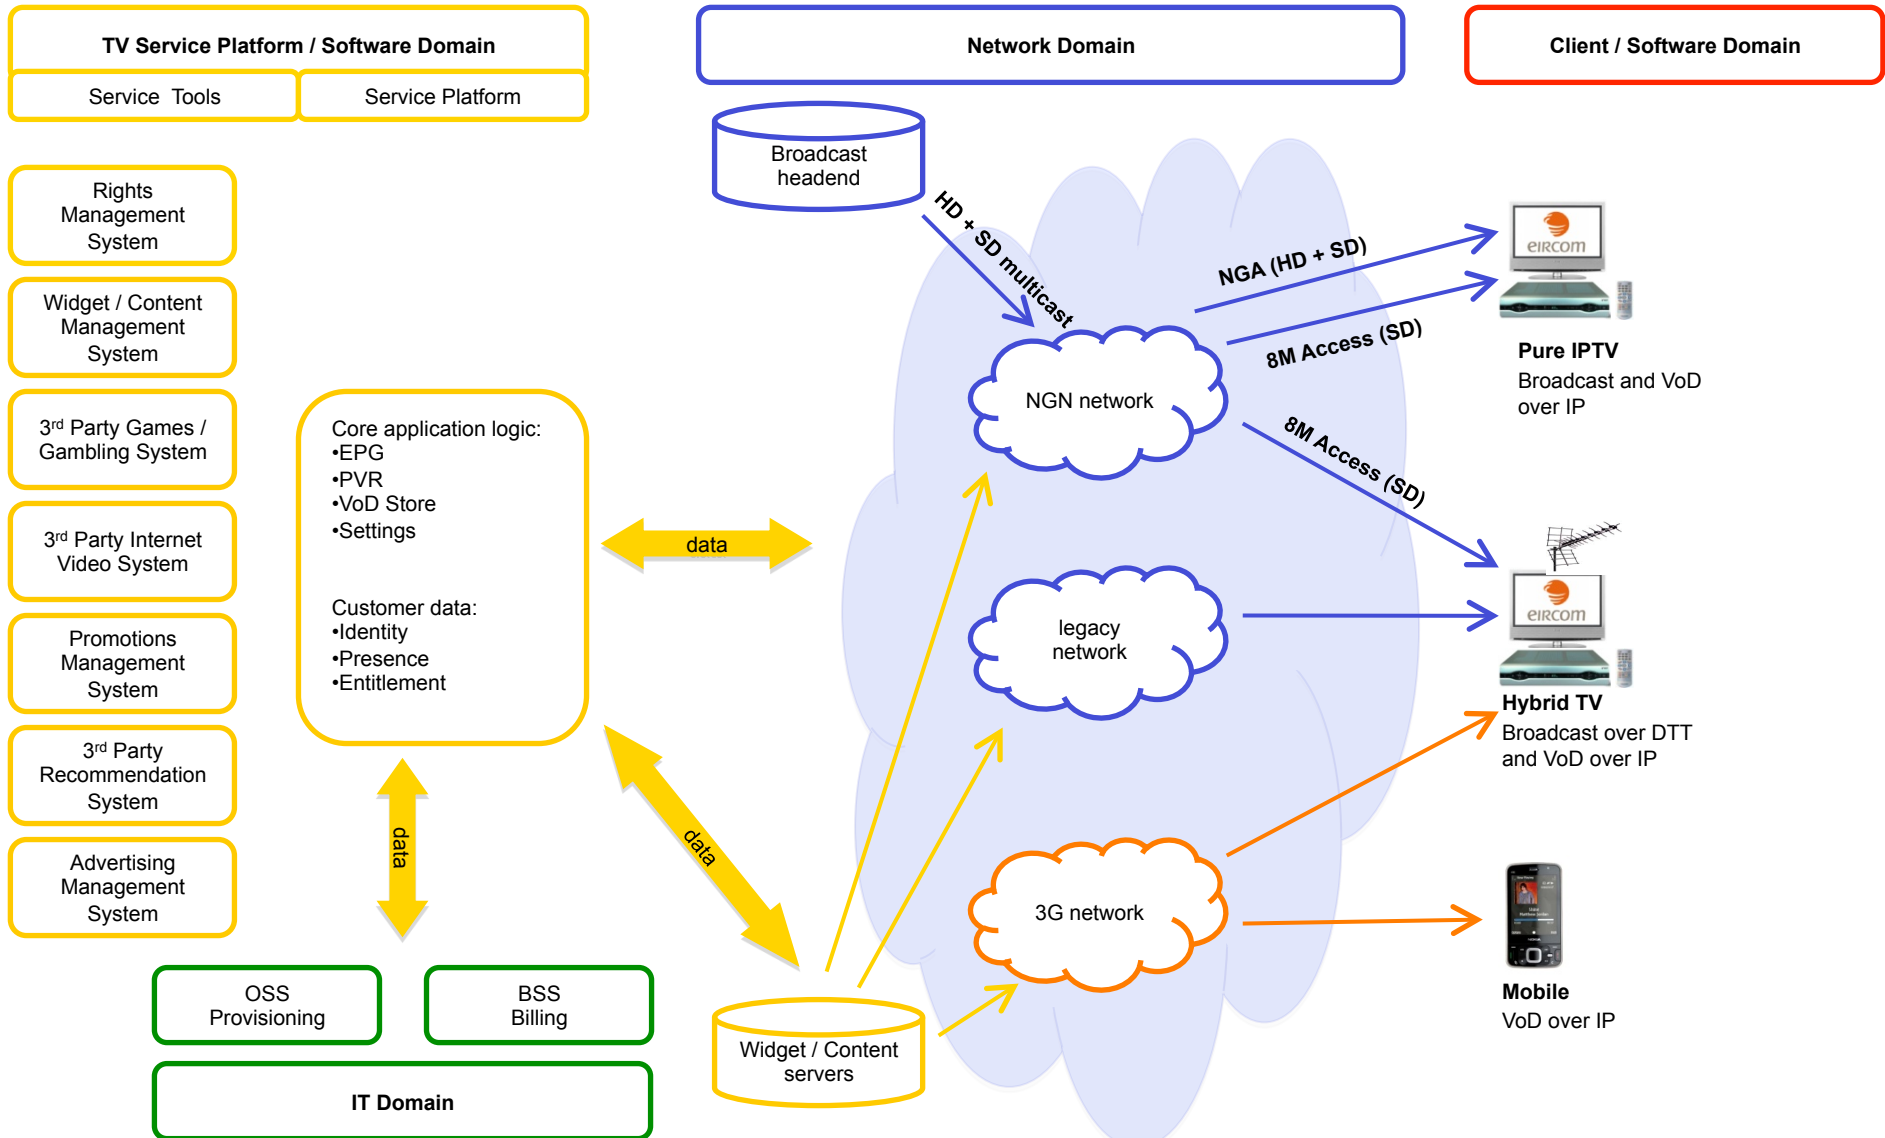 TV Service Platform / Software Domain
Service Tools
Service Platform
Network Domain
Client / Software Domain
Rights
Management
System
Widget / Content
Management
System
3rd Party Games /
Gambling System
3rd Party Internet
Video System
Promotions
Management
System
3rd Party
Recommendation
System
Advertising
Management
System
Core application logic:
•EPG
•PVR
•VoD Store
•Settings
Customer data:
•Identity
•Presence
•Entitlement
data
data
data
OSS
Provisioning
BSS
Billing
IT Domain
Broadcast
headend
HD + SD multicast
NGN network
legacy
network
3G network
Widget / Content
servers
NGA (HD + SD)
8M Access (SD)
8M Access (SD)
eircom
Pure IPTV
Broadcast and VoD
over IP
eircom
Hybrid TV
Broadcast over DTT
and VoD over IP
Mobile
VoD over IP